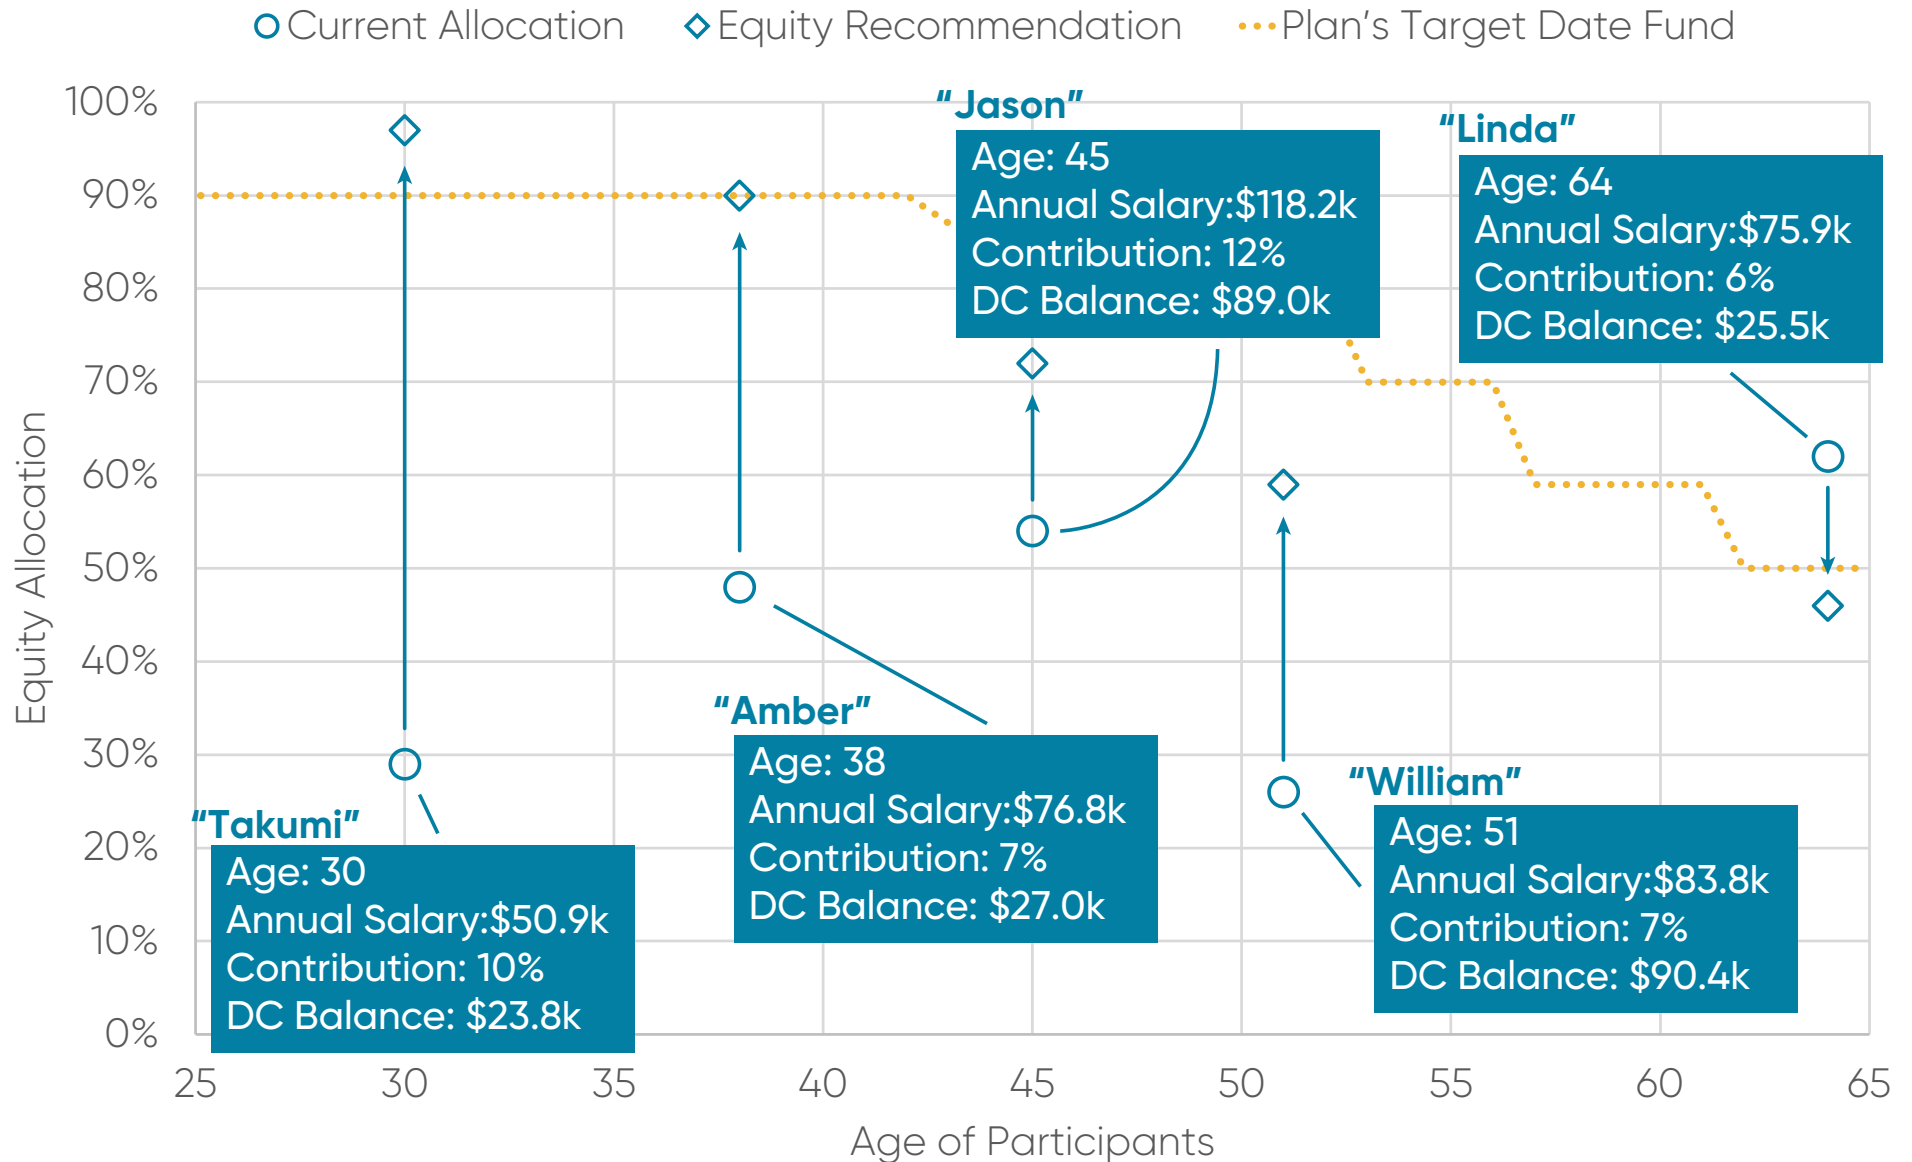 Current Allocation
Equity Recommendation
Plan's Target Date Fund
Equity Allocation
100%
90%
80%
70%
60%
50%
40%
30%
20%
10%
0%
“Jason”
Age: 45
Annual Salary:$118.2k
Contribution: 12%
DC Balance: $89.0k
“Linda”
Age: 64
Annual Salary:$75.9k
Contribution: 6%
DC Balance: $25.5k
“Amber”
Age: 38
Annual Salary:$76.8k
Contribution: 7%
DC Balance: $27.0k
“William”
Age: 51
Annual Salary:$83.8k
Contribution: 7%
DC Balance: $90.4k
“Takumi”
Age: 30
Annual Salary:$50.9k
Contribution: 10%
DC Balance: $23.8k
25 30 35 40 45 50 55 60 65
Age of Participants